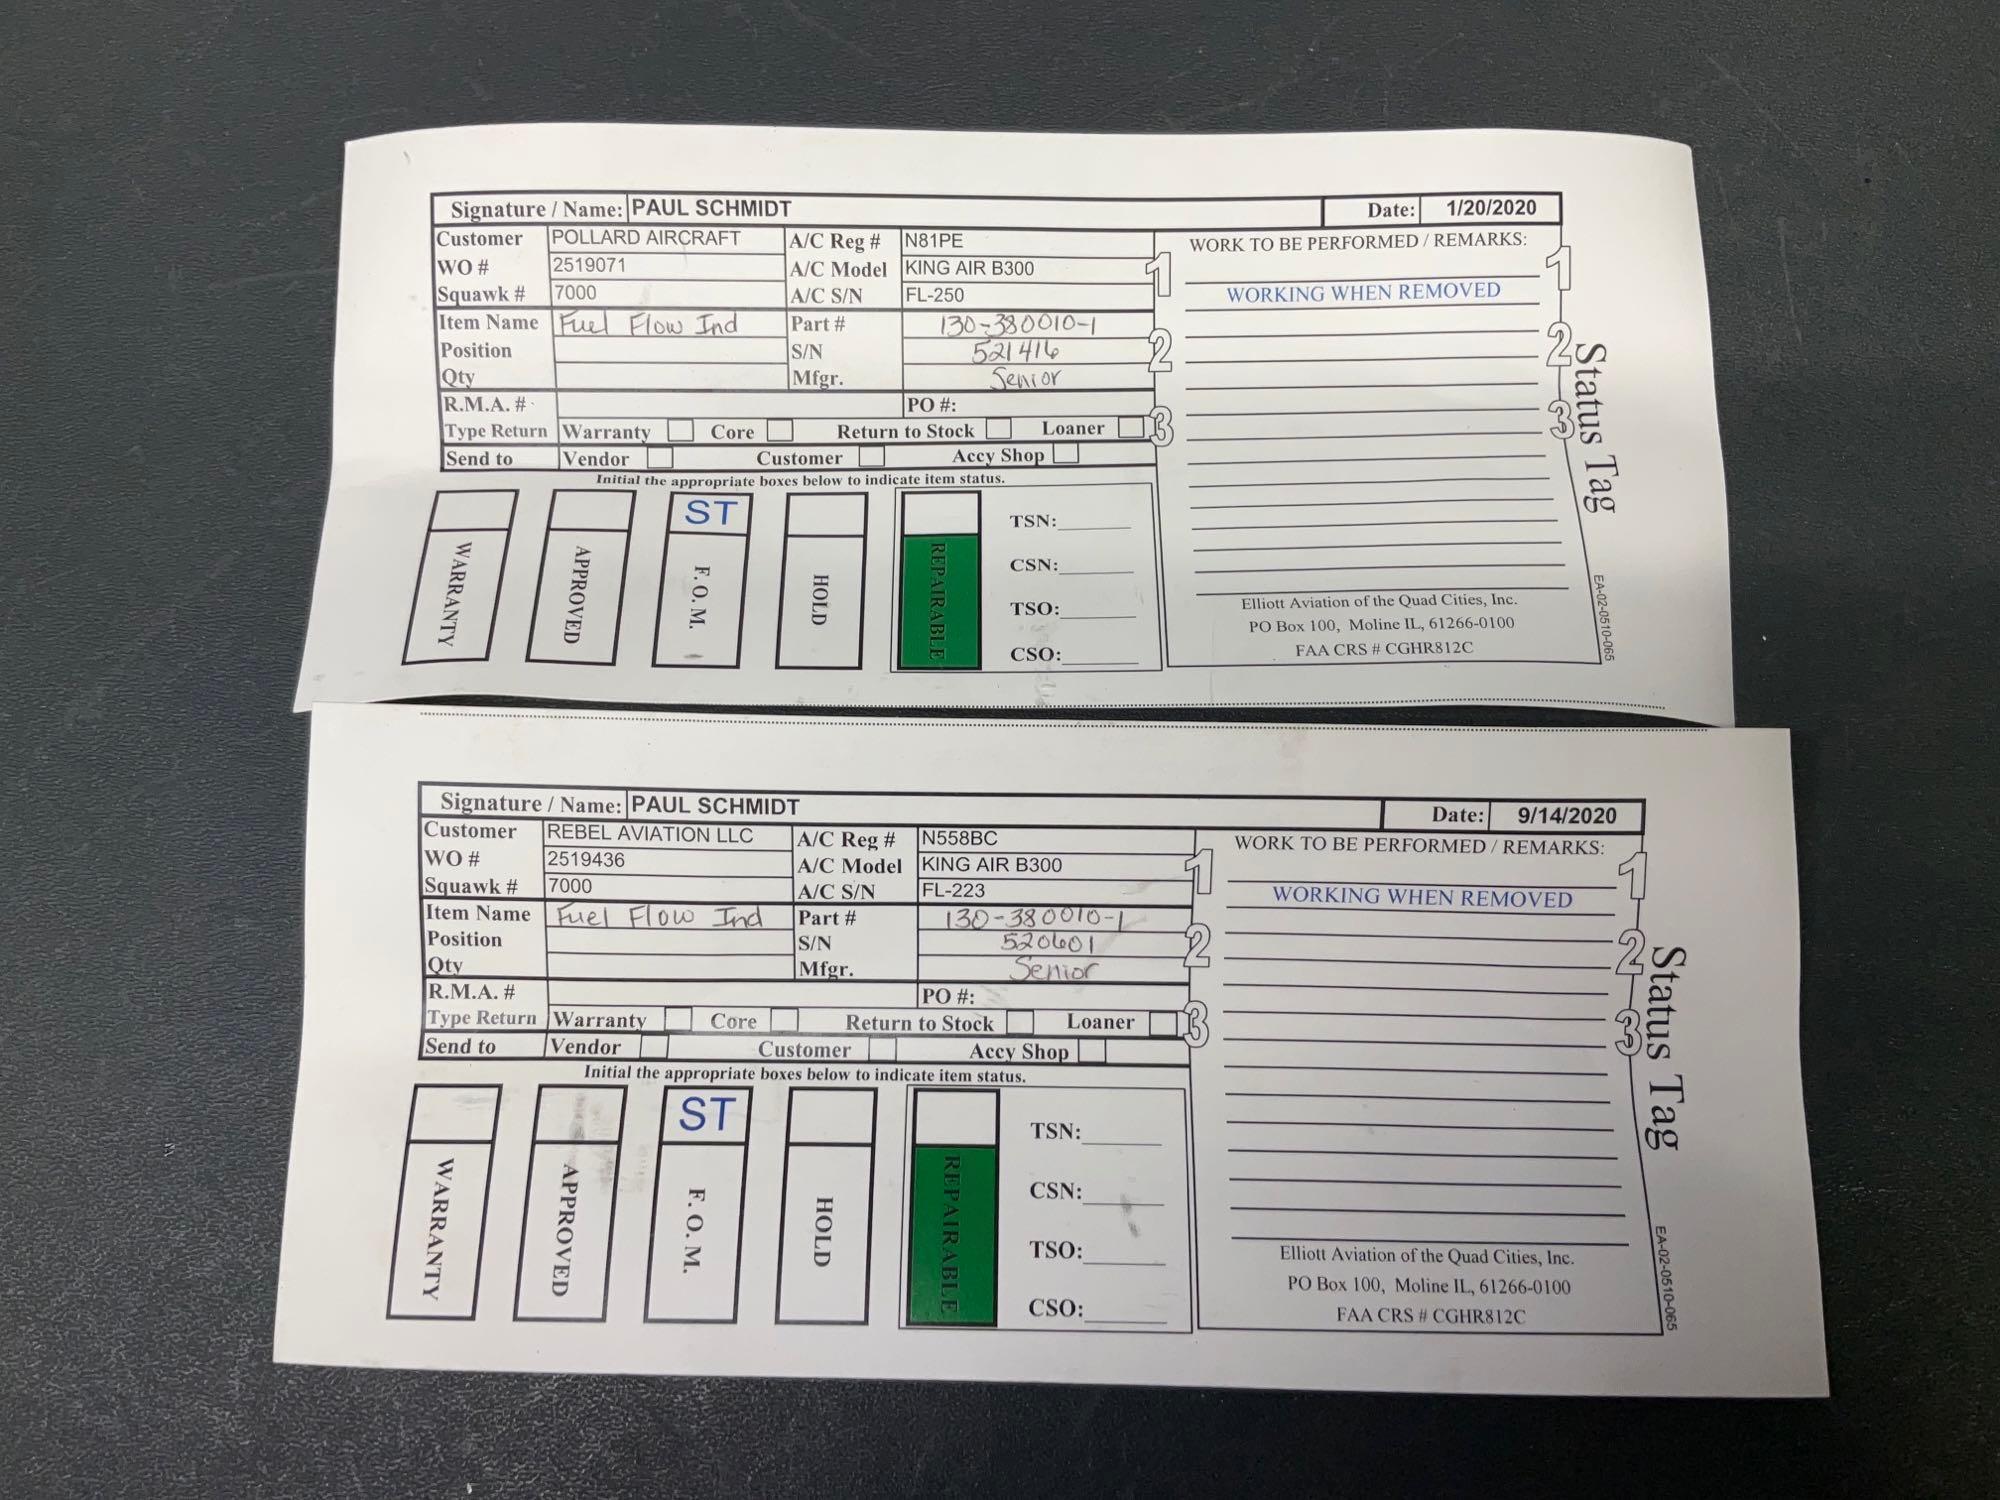 Signature / Name: PAUL SCHMIDT Date: 1/20/2020
Customer POLLARD AIRCRAFT A/C Reg # N81PE
WO # 2519071 A/C Model KING AIR B300
Squawk # 7000 A/C S/N FL-250
Item Name Fuel Flow Ind Part # 130-380010-1
Position S/N 521416
Qty Mfgr. Senior
R.M.A. # PO #:
Type Return Warranty Core Return to Stock Loaner
Send to Vendor Customer Accy Shop
Initial the appropriate boxes below to indicate item status.
ST
WARRANTY
APPROVED
F. O. M.
HOLD
REPAIRABLE
TSN:
CSN:
TSO:
CSO:
1
2
3
WORK TO BE PERFORMED / REMARKS:
WORKING WHEN REMOVED
Elliott Aviation of the Quad Cities, Inc.
PO Box 100, Moline IL, 61266-0100
FAA CRS # CGHR812C
1
2
3
Status Tag
EA-02-0510-065
Signature / Name: PAUL SCHMIDT Date: 9/14/2020
Customer REBEL AVIATION LLC A/C Reg # N558BC
WO # 2519436 A/C Model KING AIR B300
Squawk # 7000 A/C S/N FL-223
Item Name Fuel Flow Ind Part # 130-380010-1
Position S/N 520601
Qty Mfgr. Senior
R.M.A. # PO #:
Type Return Warranty Core Return to Stock Loaner
Send to Vendor Customer Accy Shop
Initial the appropriate boxes below to indicate item status.
ST
WARRANTY
APPROVED
F. O. M.
HOLD
REPAIRABLE
TSN:
CSN:
TSO:
CSO:
1
2
3
WORK TO BE PERFORMED / REMARKS:
WORKING WHEN REMOVED
Elliott Aviation of the Quad Cities, Inc.
PO Box 100, Moline IL, 61266-0100
FAA CRS # CGHR812C
1
2
3
Status Tag
EA-02-0510-065